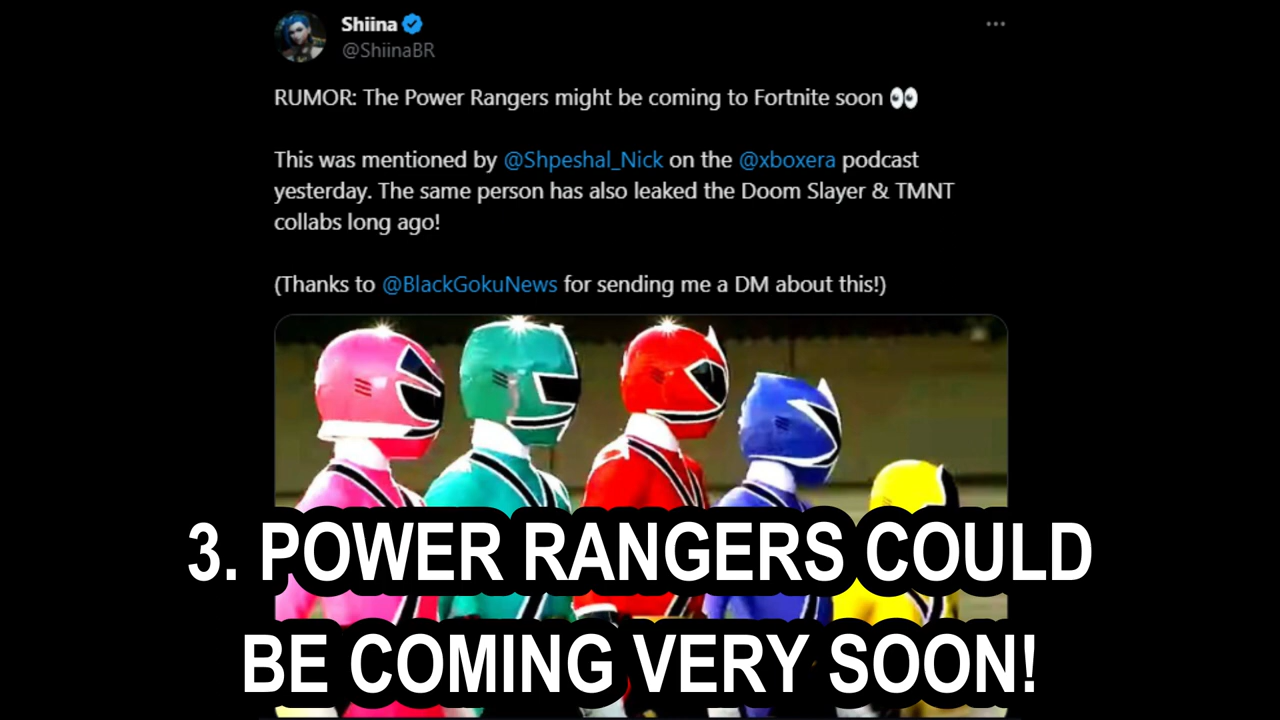 Shiina
@ShiinaBR
RUMOR: The Power Rangers might be coming to Fortnite soon 👀
This was mentioned by @Shpeshal_Nick on the @xboxera podcast
yesterday. The same person has also leaked the Doom Slayer & TMNT
collabs long ago!
(Thanks to @BlackGokuNews for sending me a DM about this!)
3. POWER RANGERS COULD
BE COMING VERY SOON!